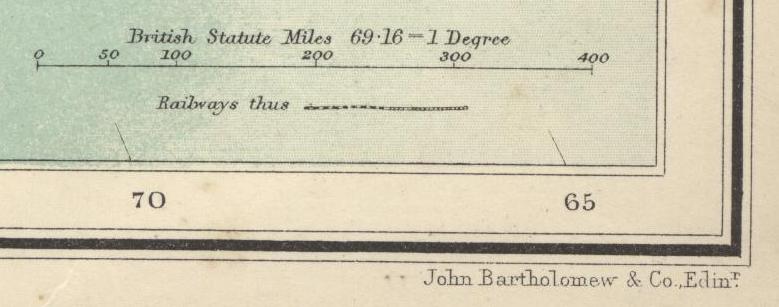 British Statute Miles 69·16=1 Degree
0 50 100 200 300 400
Railways thus
70 65
John Bartholomew & Co., Edinr.